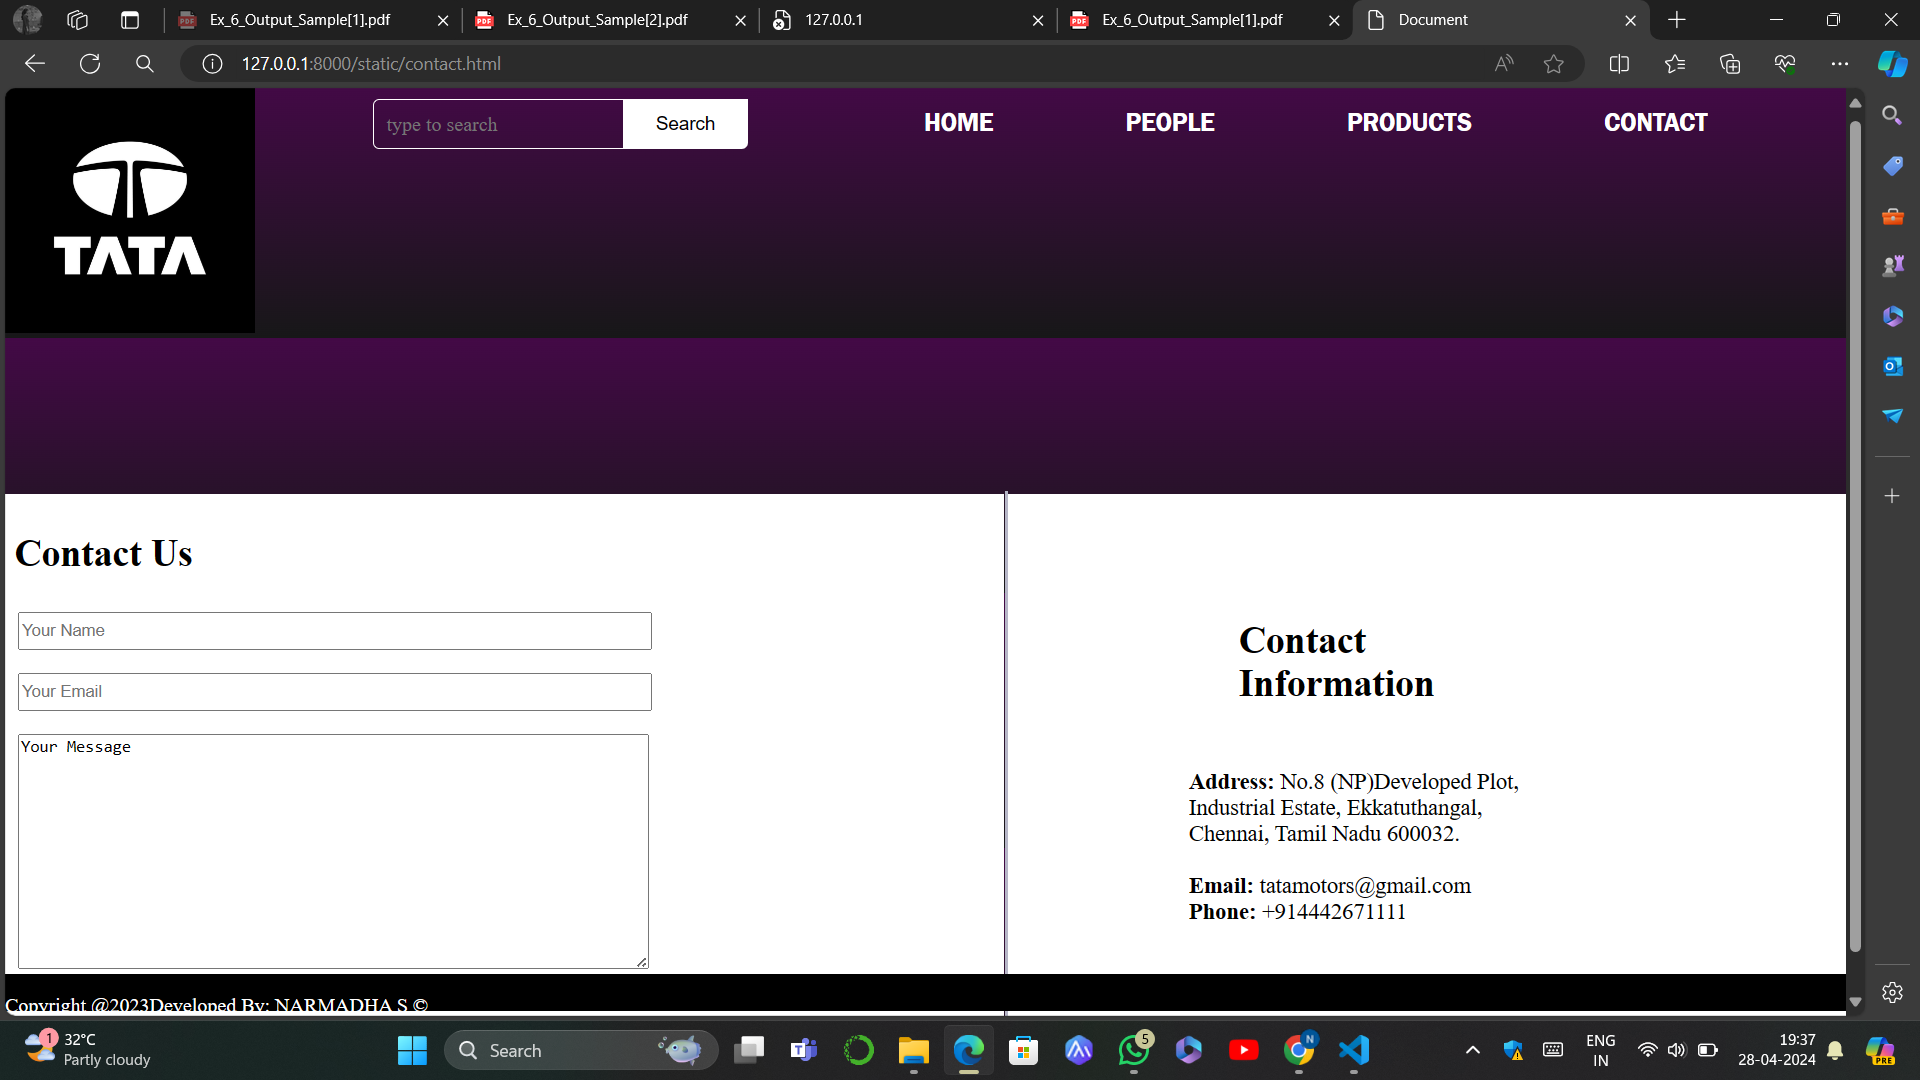 Ex_6_Output_Sample[1].pdf
Ex_6_Output_Sample[2].pdf
127.0.0.1
Ex_6_Output_Sample[1].pdf
Document
127.0.0.1:8000/static/contact.html
TATA
type to search
Search
HOME
PEOPLE
PRODUCTS
CONTACT
Contact Us
Your Name
Your Email
Your Message
Contact
Information
Address: No.8 (NP)Developed Plot,
Industrial Estate, Ekkatuthangal,
Chennai, Tamil Nadu 600032.
Email: tatamotors@gmail.com
Phone: +914442671111
Copyright @2023Developed By: NARMADHA S ©
1
32°C
Partly cloudy
Search
5
N
ENG
IN
19:37
28-04-2024
PRE